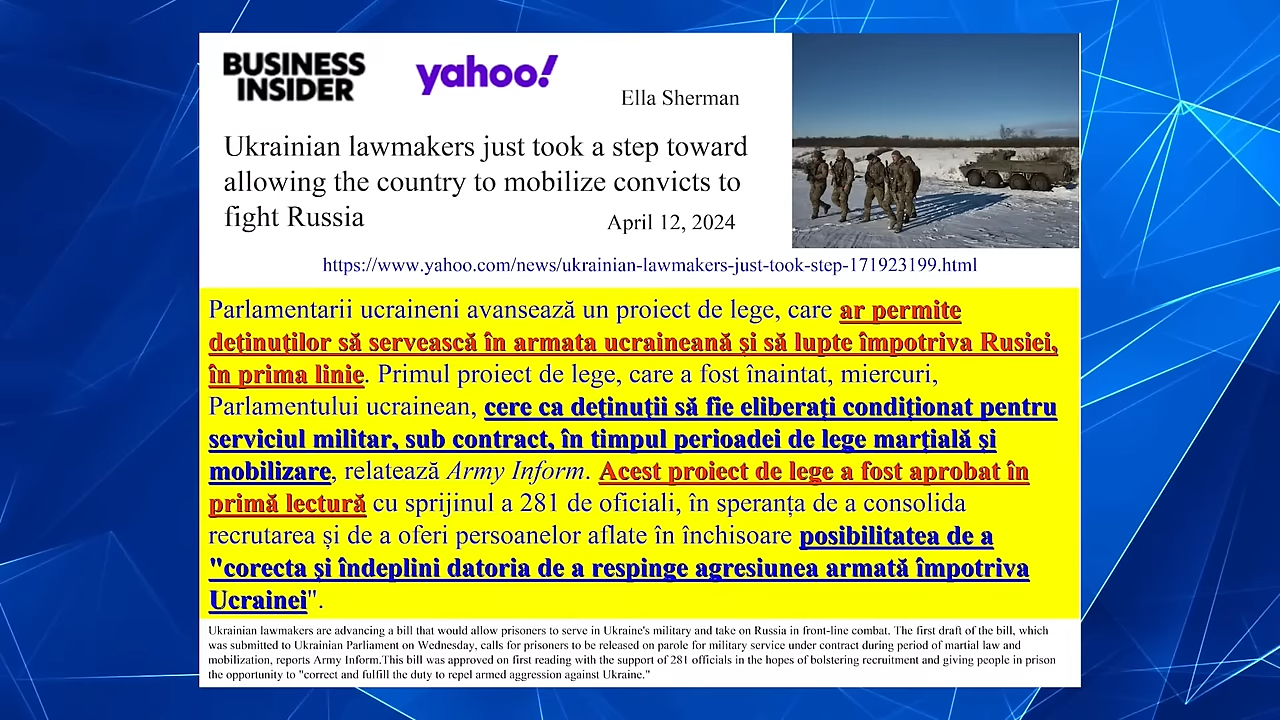 BUSINESS
INSIDER
yahoo!
Ella Sherman
Ukrainian lawmakers just took a step toward
allowing the country to mobilize convicts to
fight Russia
April 12, 2024
https://www.yahoo.com/news/ukrainian-lawmakers-just-took-step-171923199.html
Parlamentarii ucraineni avansează un proiect de lege, care ar permite
deținuților să servească în armata ucraineană și să lupte împotriva Rusiei,
în prima linie. Primul proiect de lege, care a fost înaintat, miercuri,
Parlamentului ucrainean, cere ca deținuții să fie eliberați condiționat pentru
serviciul militar, sub contract, în timpul perioadei de lege marțială și
mobilizare, relatează Army Inform. Acest proiect de lege a fost aprobat în
primă lectură cu sprijinul a 281 de oficiali, în speranța de a consolida
recrutarea și de a oferi persoanelor aflate în închisoare posibilitatea de a
"corecta și îndeplini datoria de a respinge agresiunea armată împotriva
Ucrainei".
Ukrainian lawmakers are advancing a bill that would allow prisoners to serve in Ukraine's military and take on Russia in front-line combat. The first draft of the bill, which
was submitted to Ukrainian Parliament on Wednesday, calls for prisoners to be released on parole for military service under contract during period of martial law and
mobilization, reports Army Inform.This bill was approved on first reading with the support of 281 officials in the hopes of bolstering recruitment and giving people in prison
the opportunity to "correct and fulfill the duty to repel armed aggression against Ukraine."